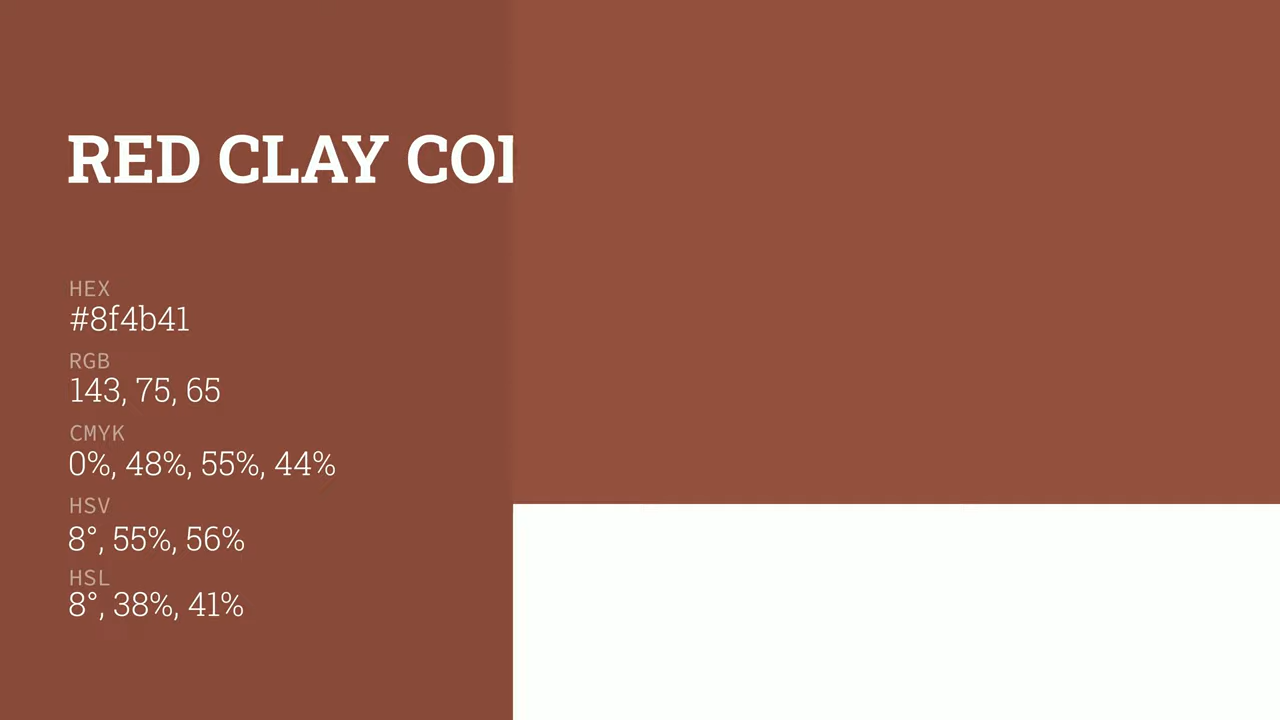 RED CLAY CO
HEX
#8f4b41
RGB
143, 75, 65
CMYK
0%, 48%, 55%, 44%
HSV
8°, 55%, 56%
HSL
8°, 38%, 41%